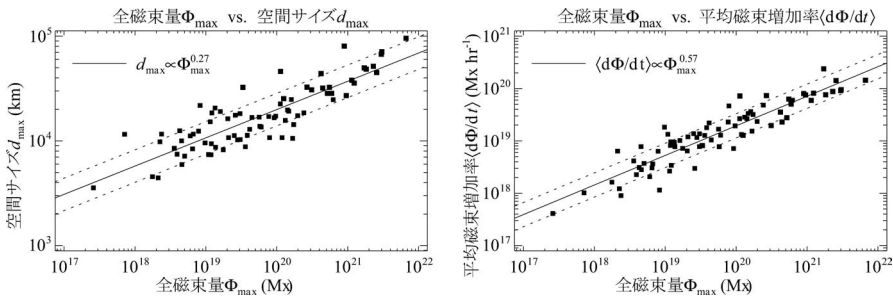 全磁束量Φmax vs. 空間サイズdmax
10^5
10^4
10^3
空間サイズdmax (km)
dmax∝Φmax^0.27
10^17 10^18 10^19 10^20 10^21 10^22
全磁束量Φmax (Mx)
全磁束量Φmax vs. 平均磁束増加率⟨dΦ/dt⟩
10^21
10^20
10^19
10^18
10^17
平均磁束増加率⟨dΦ/dt⟩ (Mx hr^-1)
⟨dΦ/dt⟩∝Φmax^0.57
10^17 10^18 10^19 10^20 10^21 10^22
全磁束量Φmax (Mx)